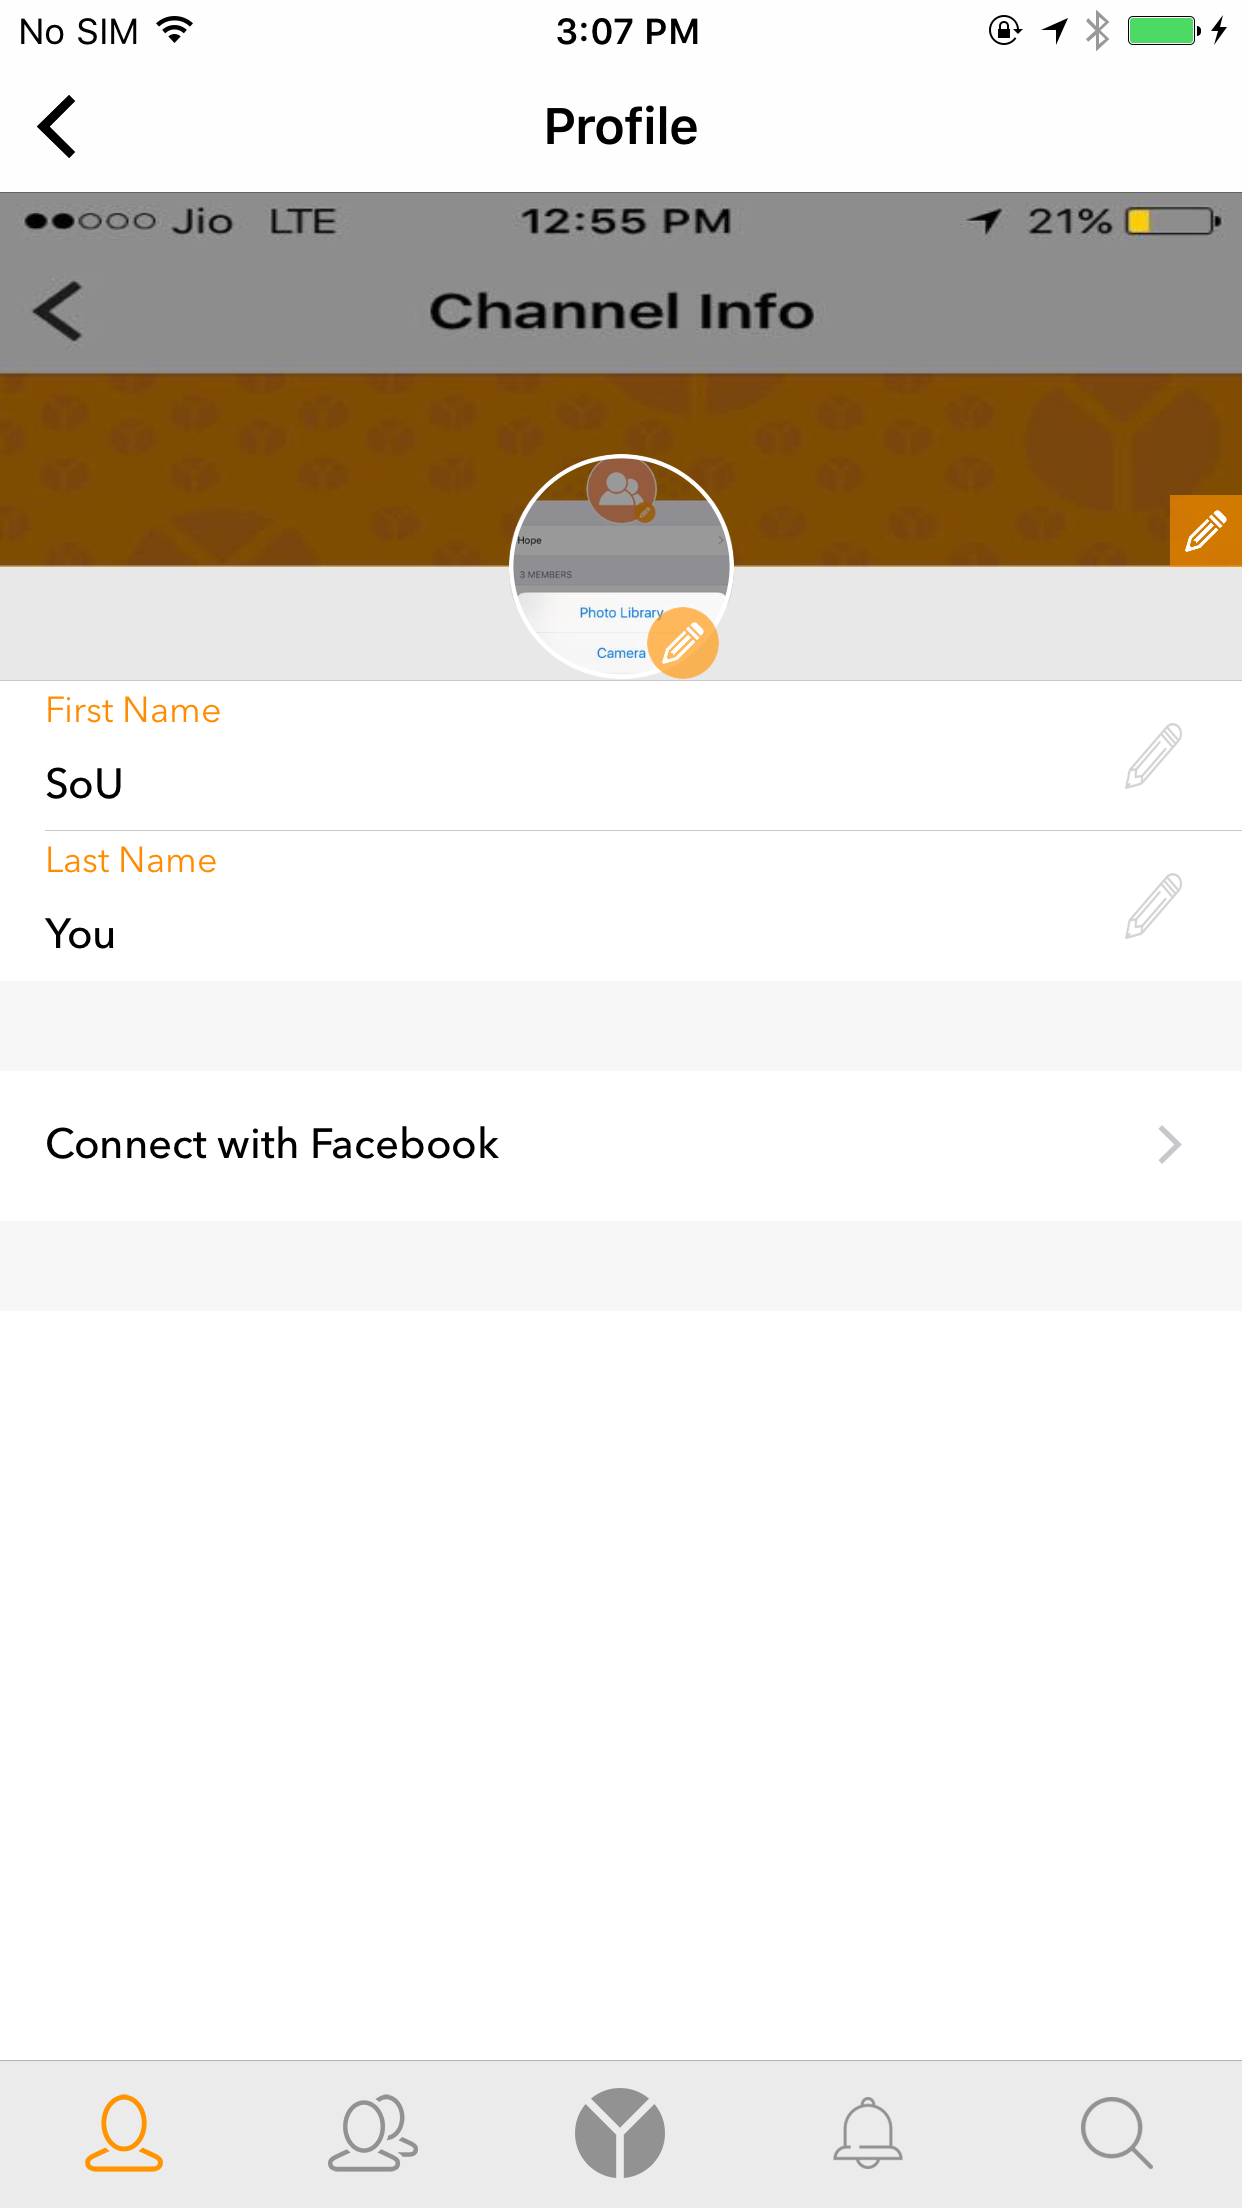 No SIM 3:07 PM
Profile
Jio LTE 12:55 PM 21%
Channel Info
Hope
3 MEMBERS
Photo Library
Camera
First Name
SoU
Last Name
You
Connect with Facebook